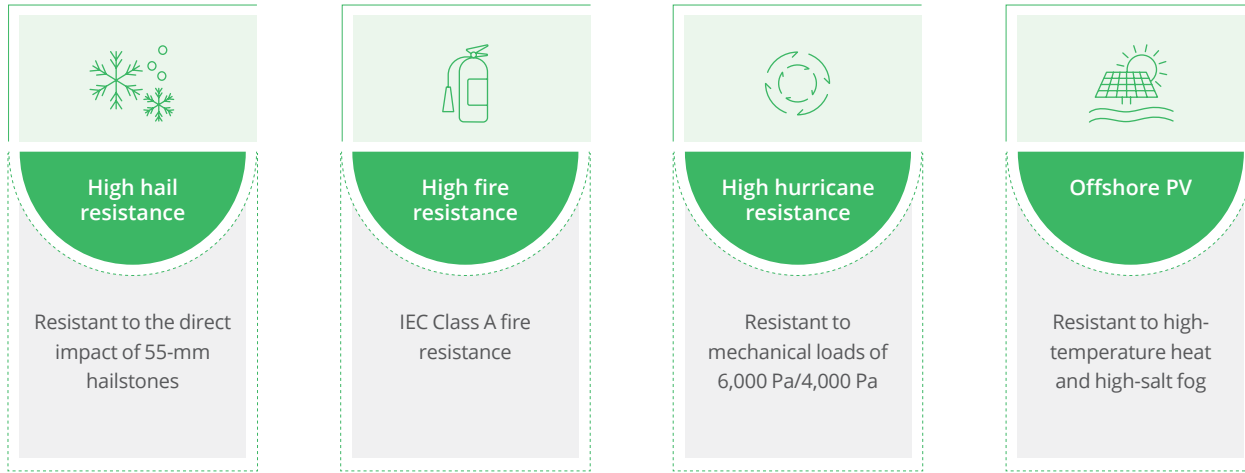 High hail
resistance
Resistant to the direct
impact of 55-mm
hailstones
High fire
resistance
IEC Class A fire
resistance
High hurricane
resistance
Resistant to
mechanical loads of
6,000 Pa/4,000 Pa
Offshore PV
Resistant to high-
temperature heat
and high-salt fog